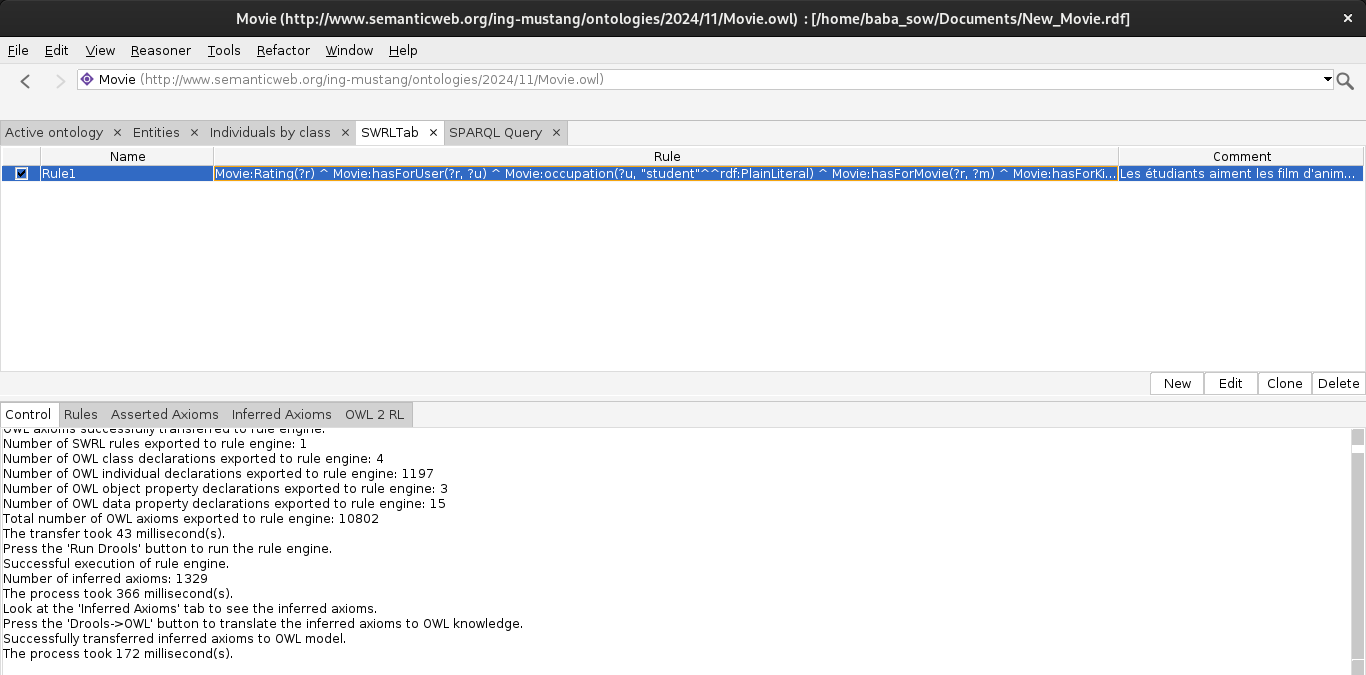 Movie (http://www.semanticweb.org/ing-mustang/ontologies/2024/11/Movie.owl) : [/home/baba_sow/Documents/New_Movie.rdf]
File Edit View Reasoner Tools Refactor Window Help
Movie (http://www.semanticweb.org/ing-mustang/ontologies/2024/11/Movie.owl)
Active ontology × Entities × Individuals by class × SWRLTab × SPARQL Query ×
Name Rule Comment
Rule1 Movie:Rating(?r) ^ Movie:hasForUser(?r, ?u) ^ Movie:occupation(?u, "student"^^rdf:PlainLiteral) ^ Movie:hasForMovie(?r, ?m) ^ Movie:hasForKi... Les étudiants aiment les film d'anim...
New Edit Clone Delete
Control Rules Asserted Axioms Inferred Axioms OWL 2 RL
OWL axioms successfully transferred to rule engine.
Number of SWRL rules exported to rule engine: 1
Number of OWL class declarations exported to rule engine: 4
Number of OWL individual declarations exported to rule engine: 1197
Number of OWL object property declarations exported to rule engine: 3
Number of OWL data property declarations exported to rule engine: 15
Total number of OWL axioms exported to rule engine: 10802
The transfer took 43 millisecond(s).
Press the 'Run Drools' button to run the rule engine.
Successful execution of rule engine.
Number of inferred axioms: 1329
The process took 366 millisecond(s).
Look at the 'Inferred Axioms' tab to see the inferred axioms.
Press the 'Drools->OWL' button to translate the inferred axioms to OWL knowledge.
Successfully transferred inferred axioms to OWL model.
The process took 172 millisecond(s).